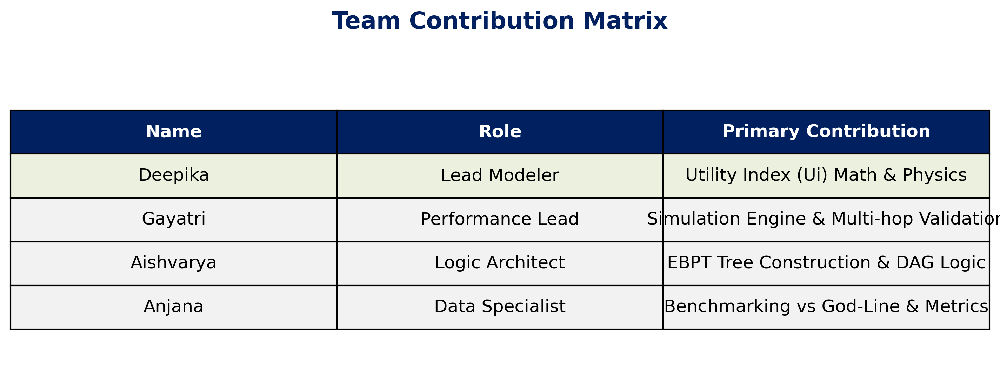 Team Contribution Matrix
Name Role Primary Contribution
Deepika Lead Modeler Utility Index (Ui) Math & Physics
Gayatri Performance Lead Simulation Engine & Multi-hop Validation
Aishvarya Logic Architect EBPT Tree Construction & DAG Logic
Anjana Data Specialist Benchmarking vs God-Line & Metrics